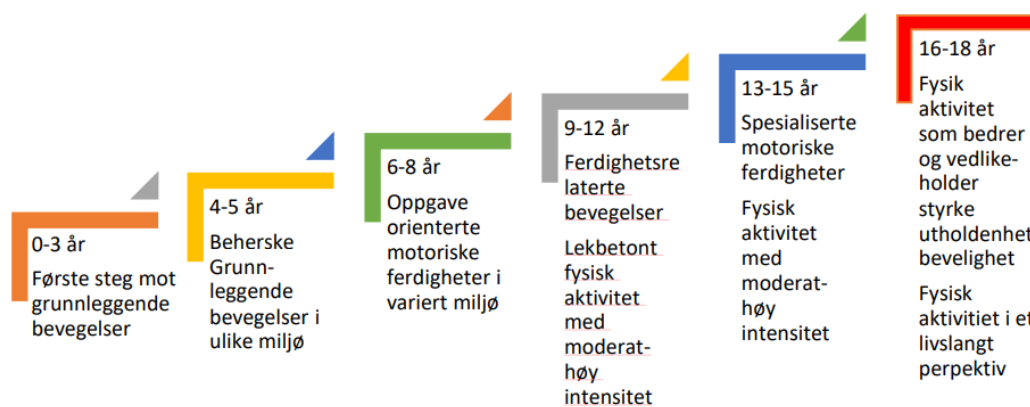 0-3 år
Første steg mot
grunnleggende
bevegelser
4-5 år
Beherske
Grunn-
leggende
bevegelser i
ulike miljø
6-8 år
Oppgave
orienterte
motoriske
ferdigheter i
variert miljø
9-12 år
Ferdighetsre
laterte
bevegelser
Lekbetont
fysisk
aktivitet
med
moderat-
høy
intensitet
13-15 år
Spesialiserte
motoriske
ferdigheter
Fysisk
aktivitet
med
moderat-
høy
intensitet
16-18 år
Fysik
aktivitet
som bedrer
og vedlike-
holder
styrke
utholdenhet
bevelighet
Fysisk
aktivitiet i et
livslangt
perpektiv